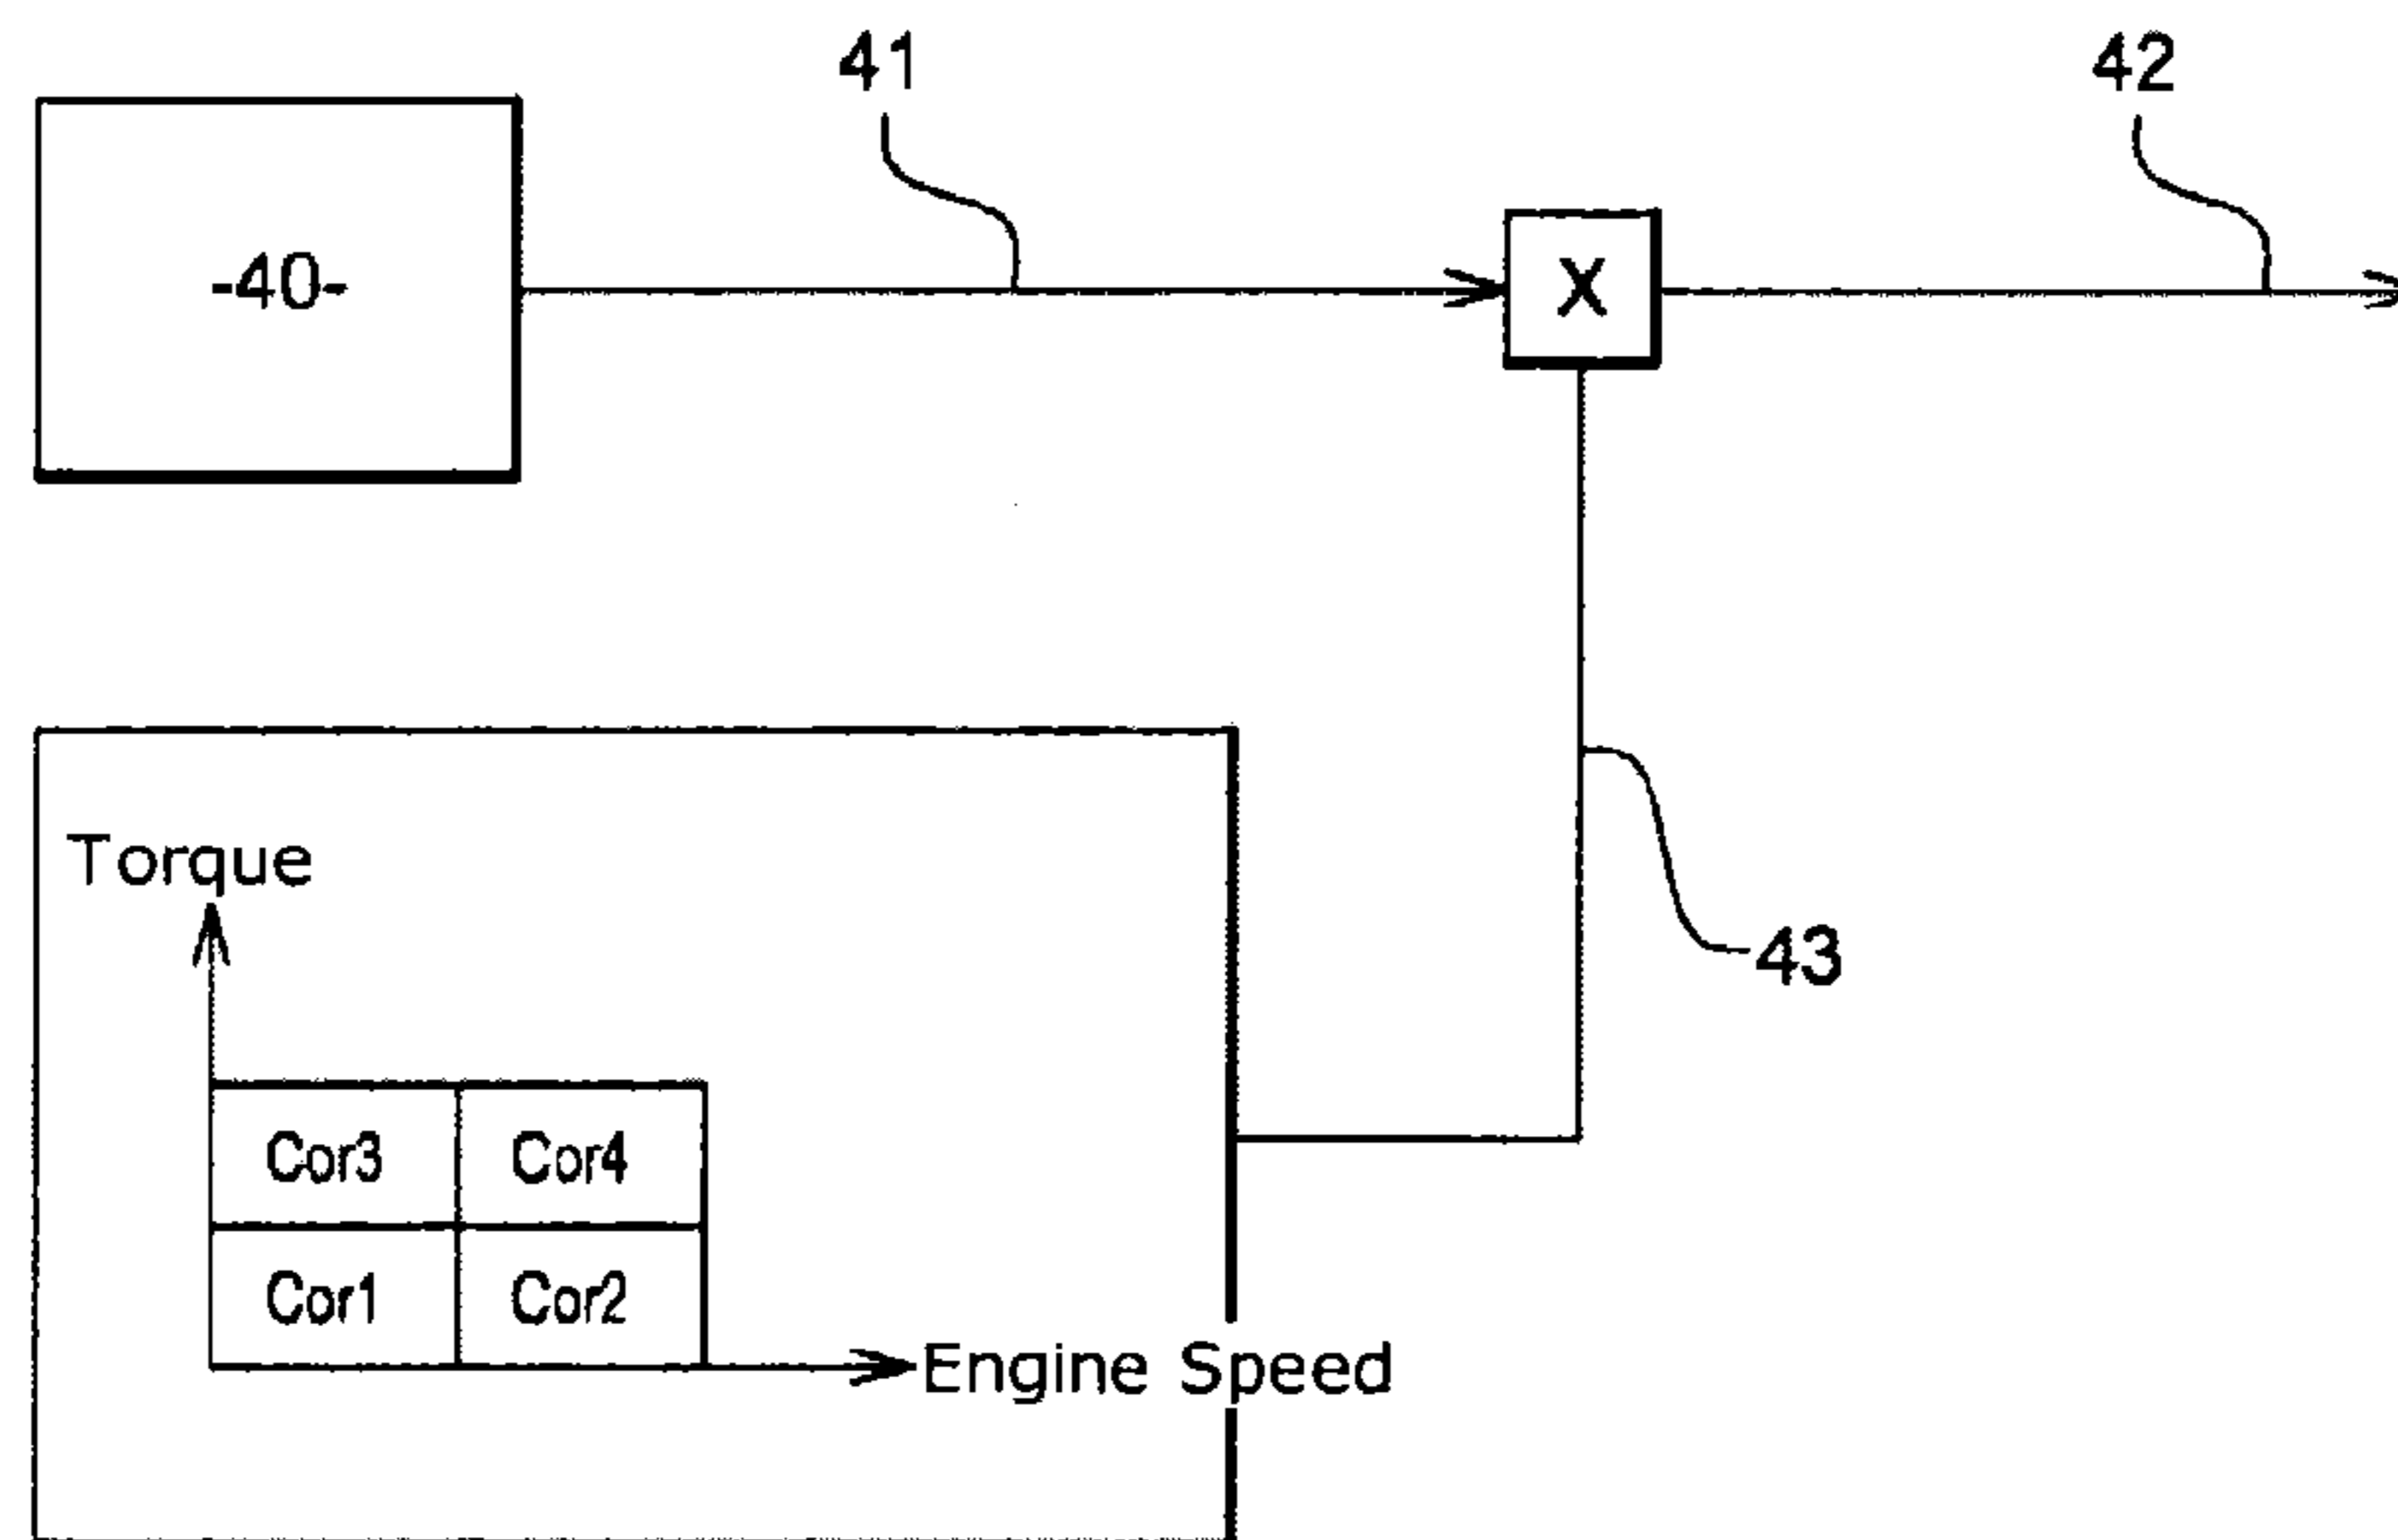 41
42
-40-
X
Torque
43
Cor3 Cor4
Cor1 Cor2
Engine Speed